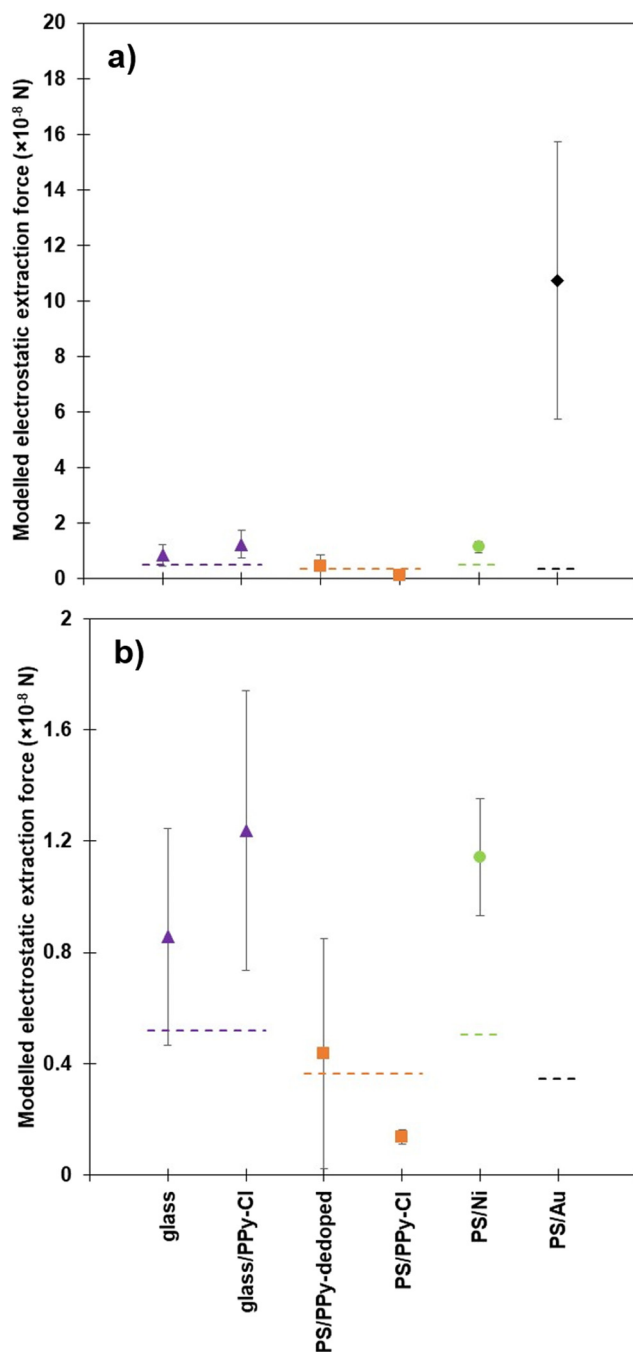 a)
Modelled electrostatic extraction force (×10⁻⁸ N)
20
18
16
14
12
10
8
6
4
2
0
b)
Modelled electrostatic extraction force (×10⁻⁸ N)
2
1.6
1.2
0.8
0.4
0
glass
glass/PPy-Cl
PS/PPy-dedoped
PS/PPy-Cl
PS/Ni
PS/Au